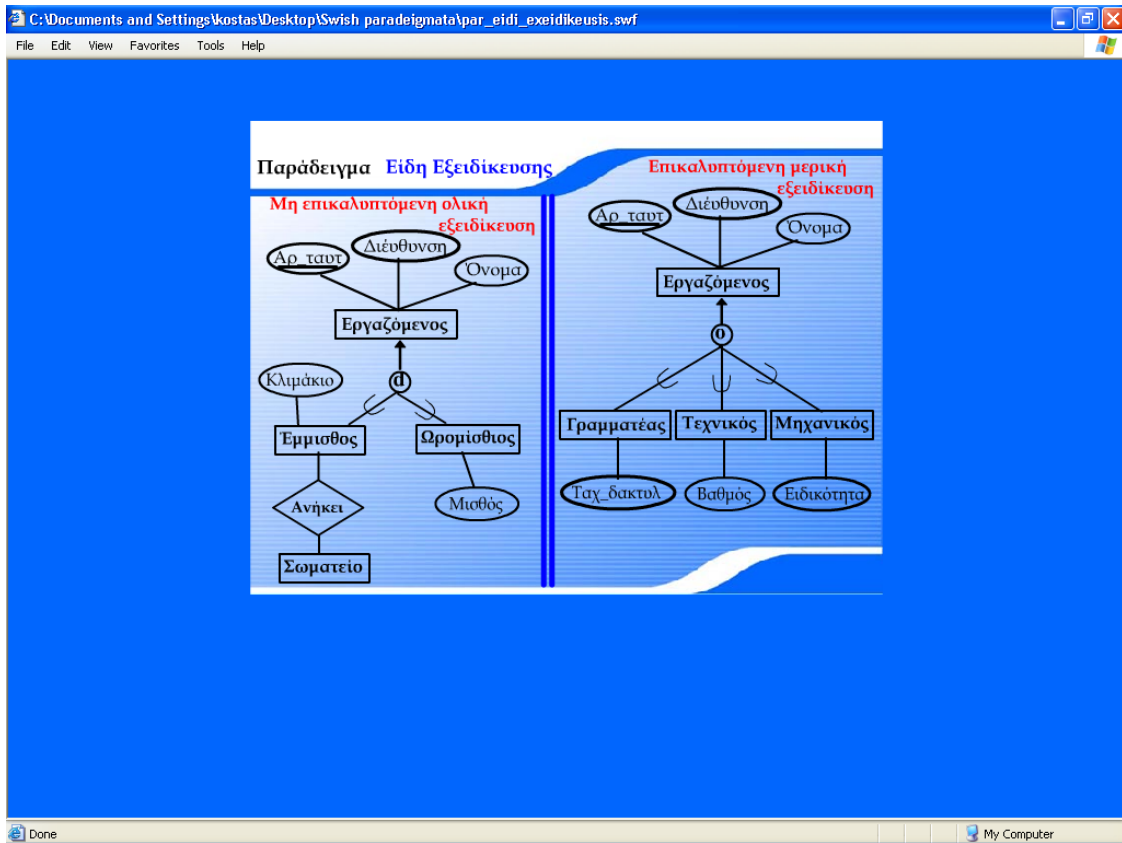 C:\Documents and Settings\kostas\Desktop\Swish paradeigmata\par_eidi_exeidikeusis.swf
File Edit View Favorites Tools Help
Παράδειγμα Είδη Εξειδίκευσης
Μη επικαλυπτόμενη ολική
εξειδίκευση
Αρ_ταυτ
Διέυθυνση
Όνομα
Εργαζόμενος
d
Κλιμάκιο
Έμμισθος
Ωρομίσθιος
Ανήκει
Μισθός
Σωματείο
Επικαλυπτόμενη μερική
εξειδίκευση
Αρ_ταυτ
Διέυθυνση
Όνομα
Εργαζόμενος
o
Γραμματέας
Τεχνικός
Μηχανικός
Ταχ_δακτυλ
Βαθμός
Ειδικότητα
Done
My Computer